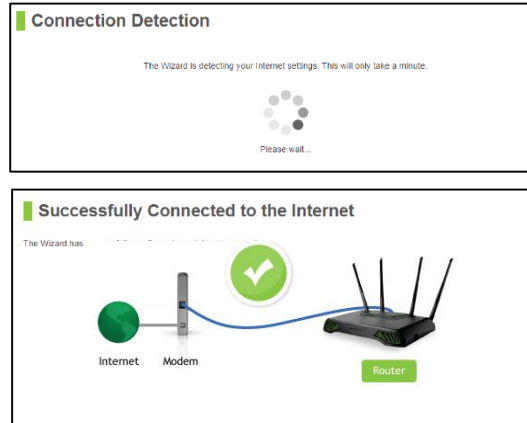 Connection Detection
The Wizard is detecting your Internet settings. This will only take a minute.
Please wait...
Successfully Connected to the Internet
The Wizard has
Internet Modem
Router